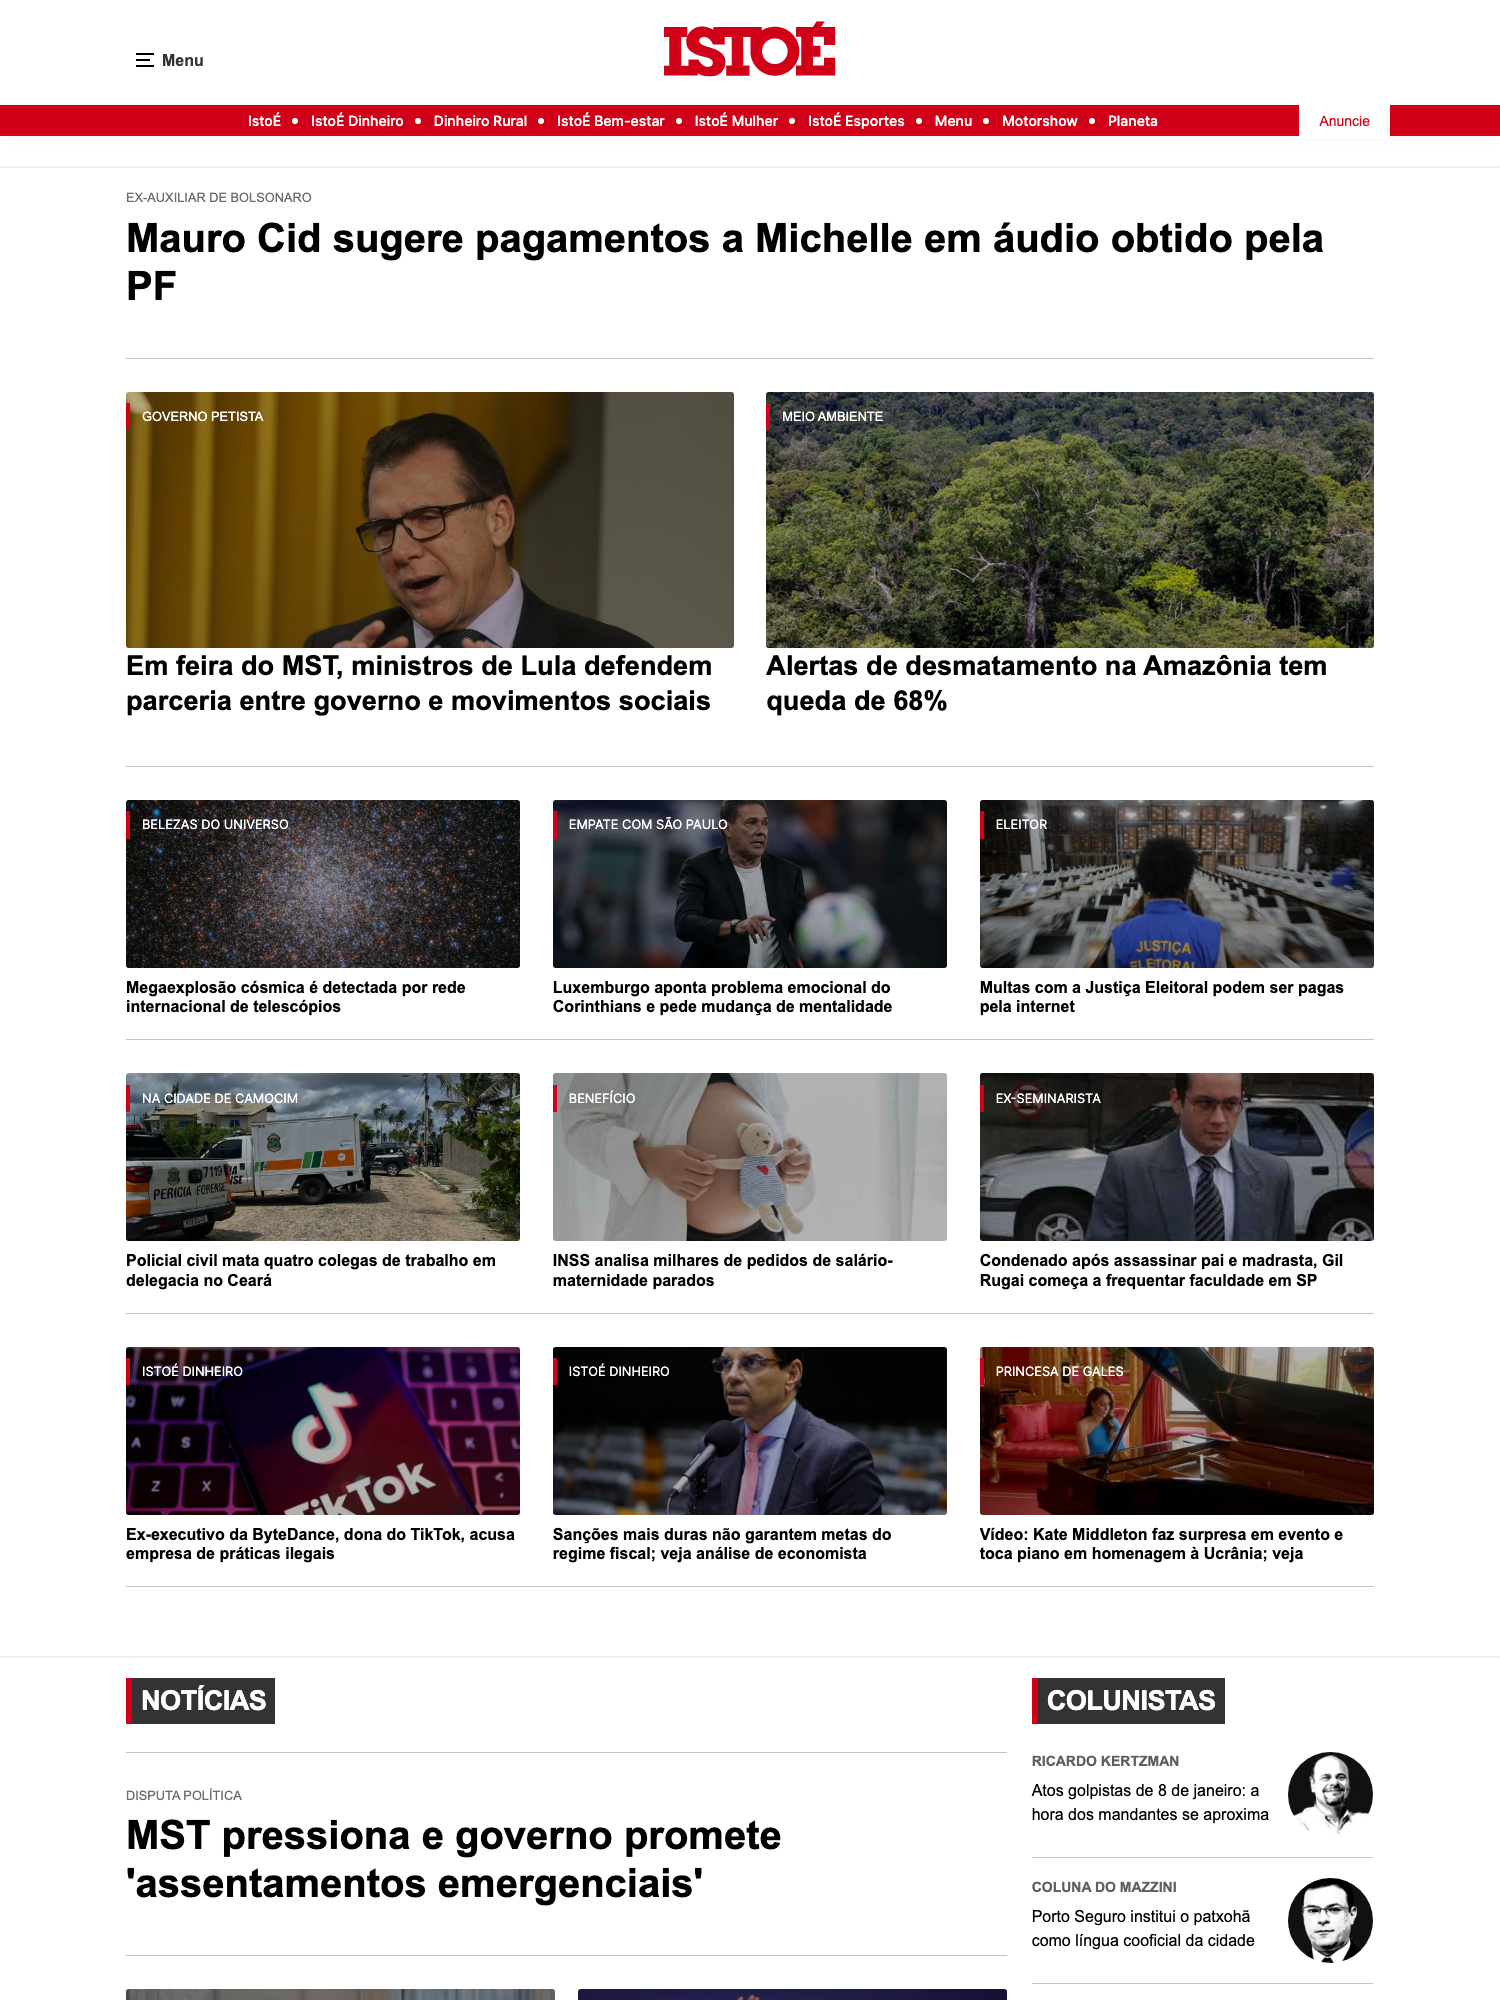 Menu
ISTOÉ
IstoÉ • IstoÉ Dinheiro • Dinheiro Rural • IstoÉ Bem-estar • IstoÉ Mulher • IstoÉ Esportes • Menu • Motorshow • Planeta
Anuncie
EX-AUXILIAR DE BOLSONARO
Mauro Cid sugere pagamentos a Michelle em áudio obtido pela
PF
GOVERNO PETISTA
Em feira do MST, ministros de Lula defendem
parceria entre governo e movimentos sociais
MEIO AMBIENTE
Alertas de desmatamento na Amazônia tem
queda de 68%
BELEZAS DO UNIVERSO
Megaexplosão cósmica é detectada por rede
internacional de telescópios
EMPATE COM SÃO PAULO
Luxemburgo aponta problema emocional do
Corinthians e pede mudança de mentalidade
ELEITOR
JUSTIÇA
ELEITORAL
Multas com a Justiça Eleitoral podem ser pagas
pela internet
NA CIDADE DE CAMOCIM
7119
PERICIA FORENSE
Policial civil mata quatro colegas de trabalho em
delegacia no Ceará
BENEFÍCIO
INSS analisa milhares de pedidos de salário-
maternidade parados
EX-SEMINARISTA
Condenado após assassinar pai e madrasta, Gil
Rugai começa a frequentar faculdade em SP
ISTOÉ DINHEIRO
Q W
A S K L
Z X
TikTok
Ex-executivo da ByteDance, dona do TikTok, acusa
empresa de práticas ilegais
ISTOÉ DINHEIRO
Sanções mais duras não garantem metas do
regime fiscal; veja análise de economista
PRINCESA DE GALES
Vídeo: Kate Middleton faz surpresa em evento e
toca piano em homenagem à Ucrânia; veja
NOTÍCIAS
DISPUTA POLÍTICA
MST pressiona e governo promete
'assentamentos emergenciais'
COLUNISTAS
RICARDO KERTZMAN
Atos golpistas de 8 de janeiro: a
hora dos mandantes se aproxima
COLUNA DO MAZZINI
Porto Seguro institui o patxohã
como língua cooficial da cidade